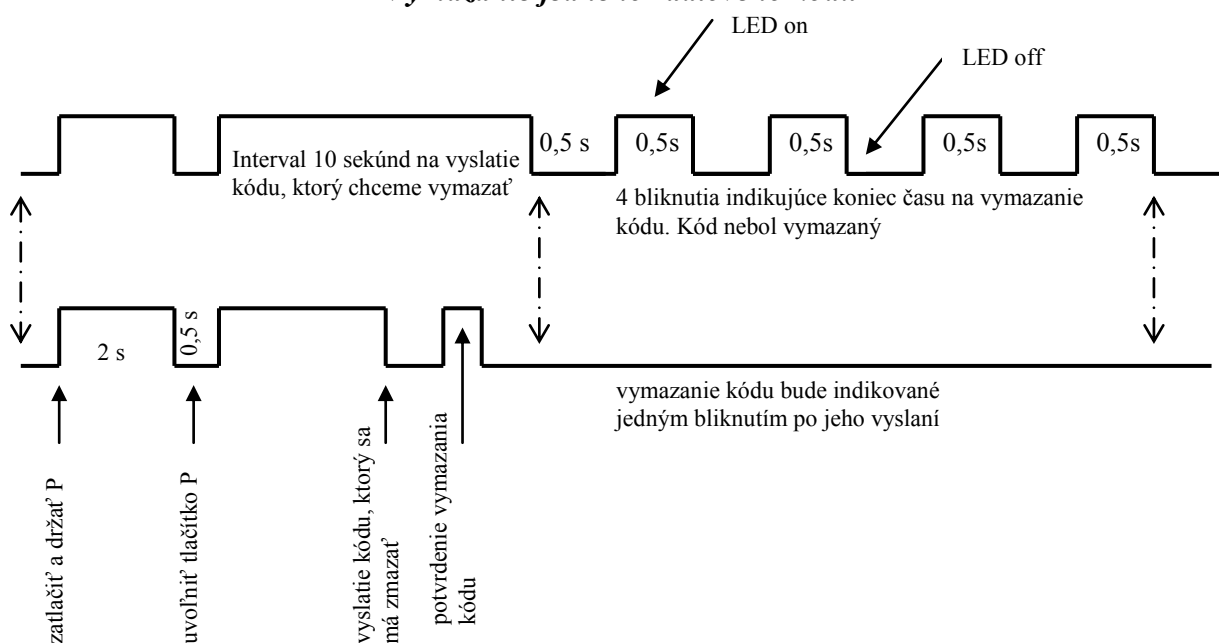 LED on
LED off
0,5 s
0,5s
0,5s
0,5s
0,5s
Interval 10 sekúnd na vyslatie
kódu, ktorý chceme vymazať
4 bliknutia indikujúce koniec času na vymazanie
kódu. Kód nebol vymazaný
2 s
0,5 s
vymazanie kódu bude indikované
jedným bliknutím po jeho vyslaní
zatlačiť a držať P
uvoľniť tlačítko P
vyslatie kódu, ktorý sa
má zmazať
potvrdenie vymazania
kódu